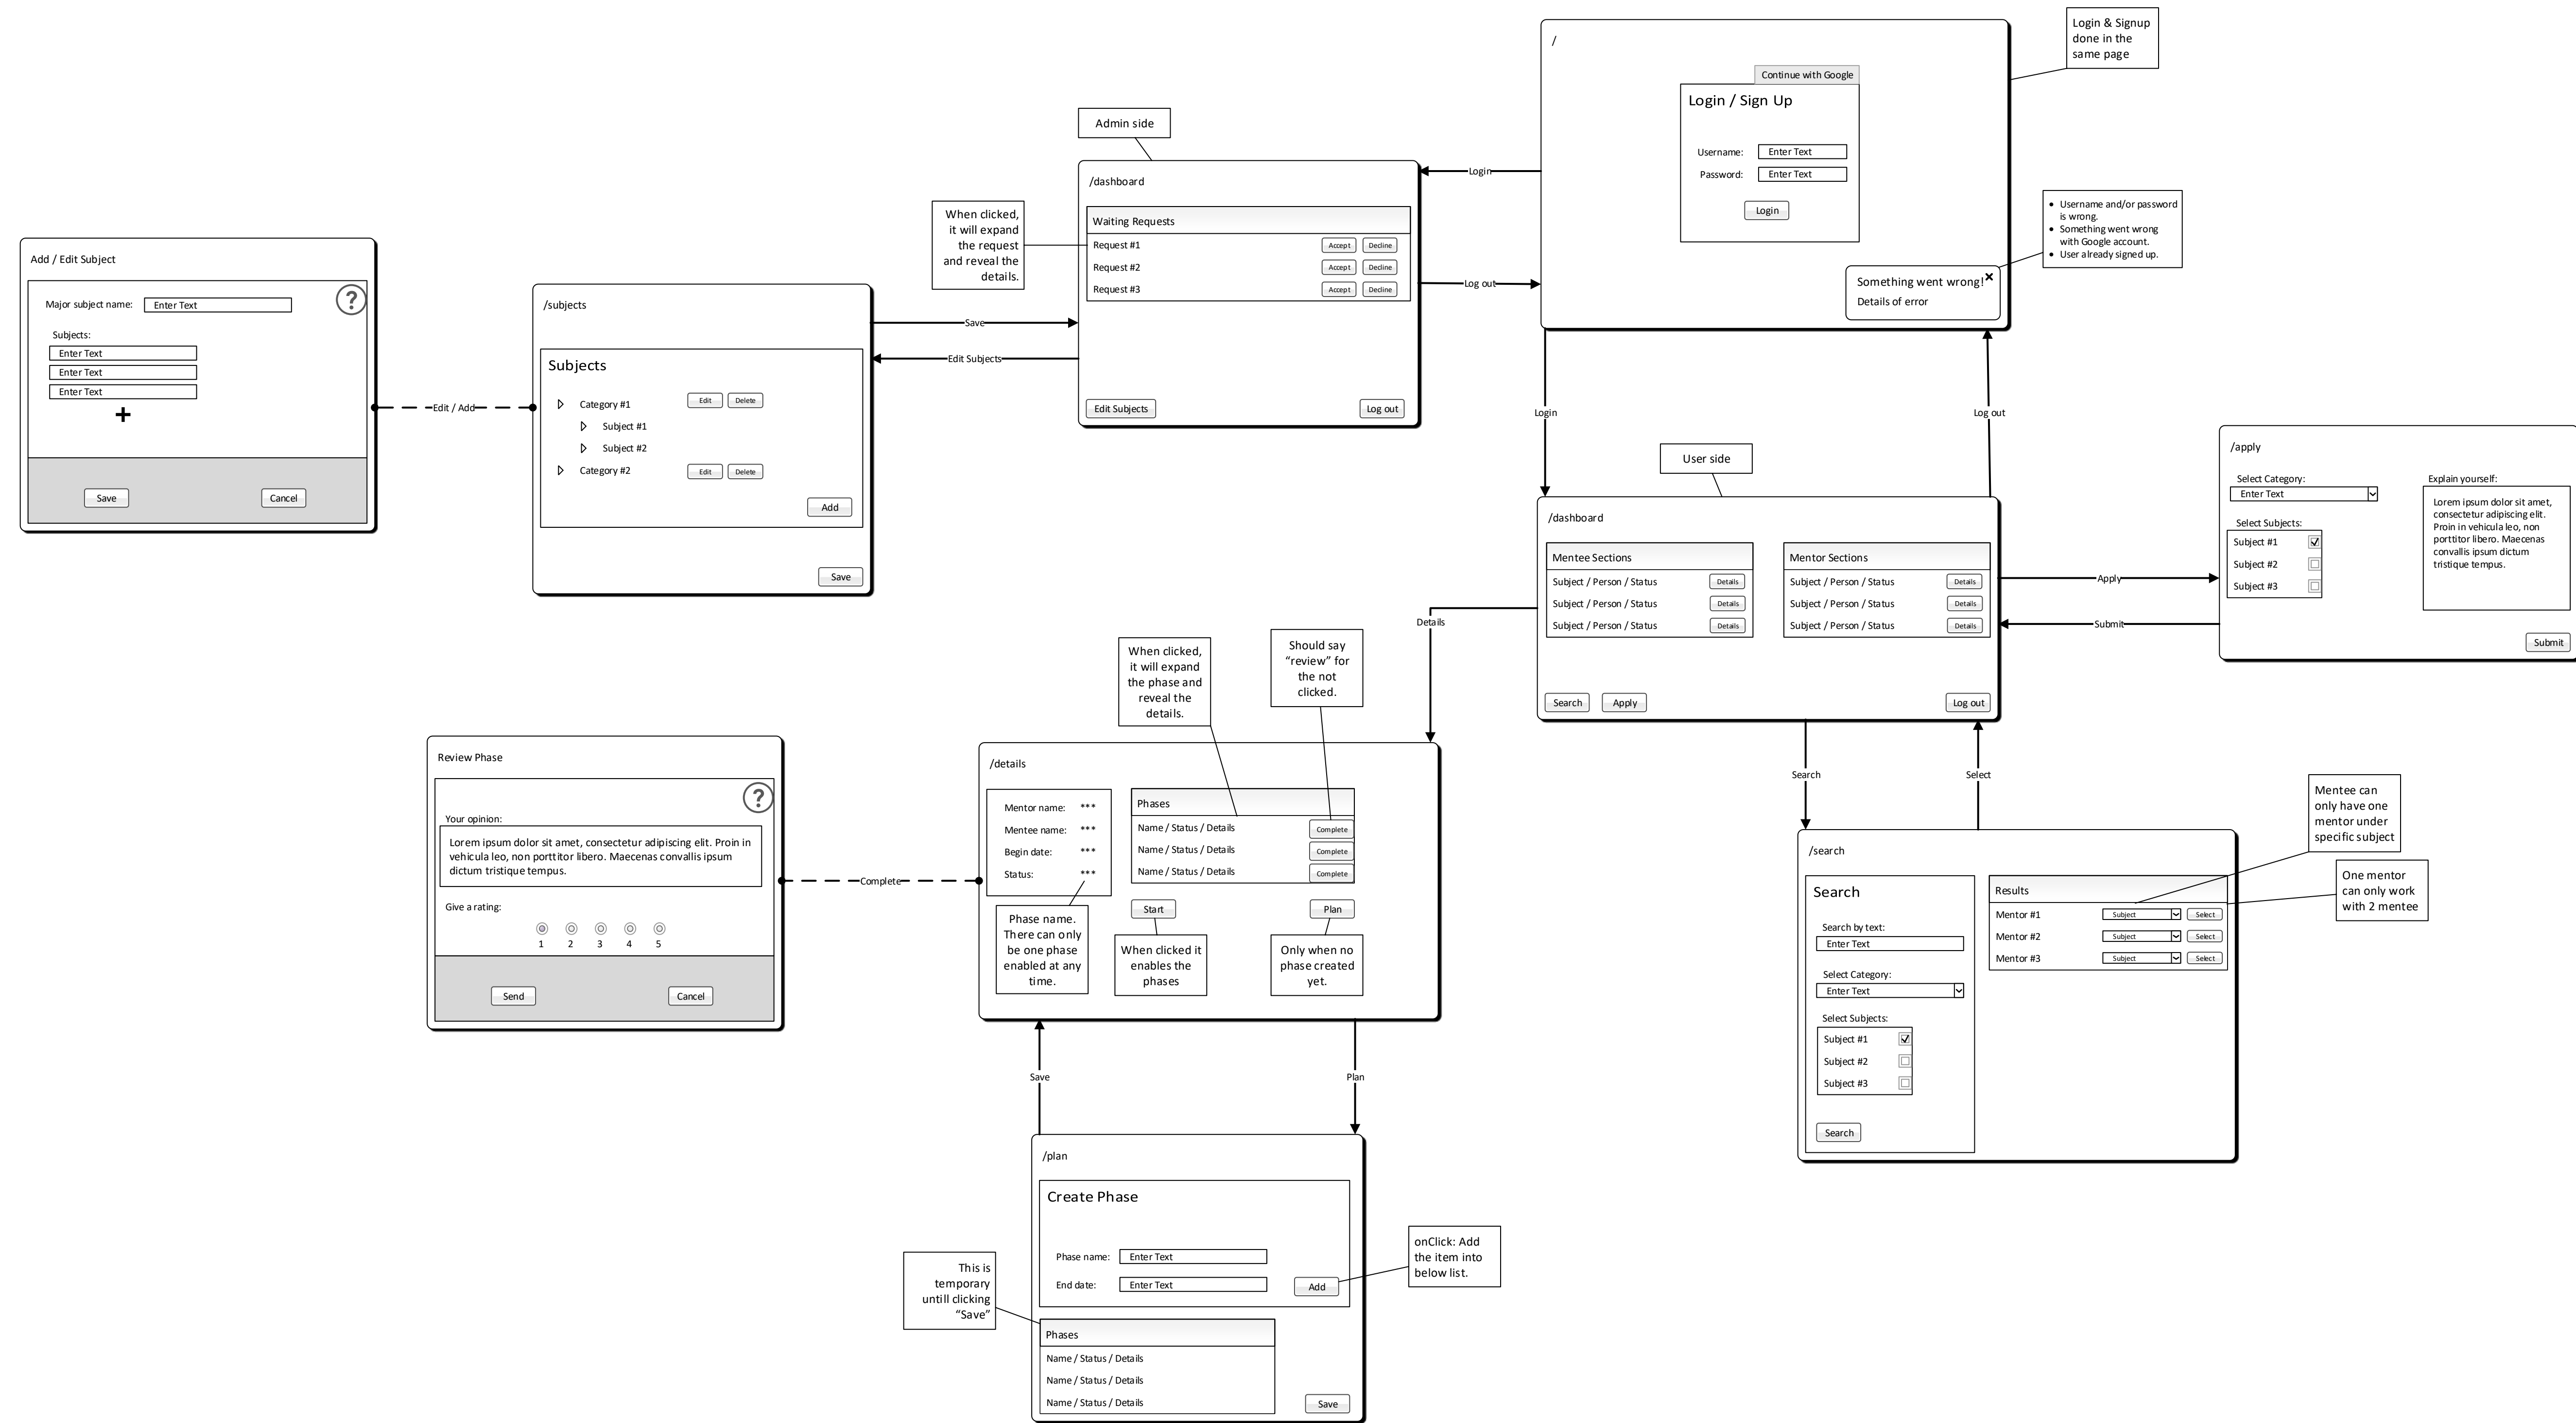 Login & Signup
done in the
same page
/
Continue with Google
Login / Sign Up
Username:
Enter Text
Password:
Enter Text
Login
Something went wrong!
Details of error
Username and/or password
is wrong.
Something went wrong
with Google account.
User already signed up.
Admin side
Login
Log out
/dashboard
Waiting Requests
Request #1
Accept
Decline
Request #2
Accept
Decline
Request #3
Accept
Decline
Edit Subjects
Log out
When clicked,
it will expand
the request
and reveal the
details.
Save
Edit Subjects
/subjects
Subjects
Category #1
Edit
Delete
Subject #1
Subject #2
Category #2
Edit
Delete
Add
Save
Edit / Add
Add / Edit Subject
?
Major subject name:
Enter Text
Subjects:
Enter Text
Enter Text
Enter Text
+
Save
Cancel
Login
Log out
User side
/dashboard
Mentee Sections
Subject / Person / Status
Details
Subject / Person / Status
Details
Subject / Person / Status
Details
Mentor Sections
Subject / Person / Status
Details
Subject / Person / Status
Details
Subject / Person / Status
Details
Search
Apply
Log out
Apply
Submit
/apply
Select Category:
Enter Text
Select Subjects:
Subject #1
Subject #2
Subject #3
Explain yourself:
Lorem ipsum dolor sit amet,
consectetur adipiscing elit.
Proin in vehicula leo, non
porttitor libero. Maecenas
convallis ipsum dictum
tristique tempus.
Submit
Details
When clicked,
it will expand
the phase and
reveal the
details.
Should say
“review” for
the not
clicked.
/details
Mentor name:
***
Mentee name:
***
Begin date:
***
Status:
***
Phases
Name / Status / Details
Complete
Name / Status / Details
Complete
Name / Status / Details
Complete
Start
Plan
Phase name.
There can only
be one phase
enabled at any
time.
When clicked it
enables the
phases
Only when no
phase created
yet.
Complete
Review Phase
?
Your opinion:
Lorem ipsum dolor sit amet, consectetur adipiscing elit. Proin in
vehicula leo, non porttitor libero. Maecenas convallis ipsum
dictum tristique tempus.
Give a rating:
1
2
3
4
5
Send
Cancel
Search
Select
/search
Search
Search by text:
Enter Text
Select Category:
Enter Text
Select Subjects:
Subject #1
Subject #2
Subject #3
Search
Results
Mentor #1
Subject
Select
Mentor #2
Subject
Select
Mentor #3
Subject
Select
Mentee can
only have one
mentor under
specific subject
One mentor
can only work
with 2 mentee
Save
Plan
/plan
Create Phase
Phase name:
Enter Text
End date:
Enter Text
Add
onClick: Add
the item into
below list.
This is
temporary
untill clicking
“Save”
Phases
Name / Status / Details
Name / Status / Details
Name / Status / Details
Save